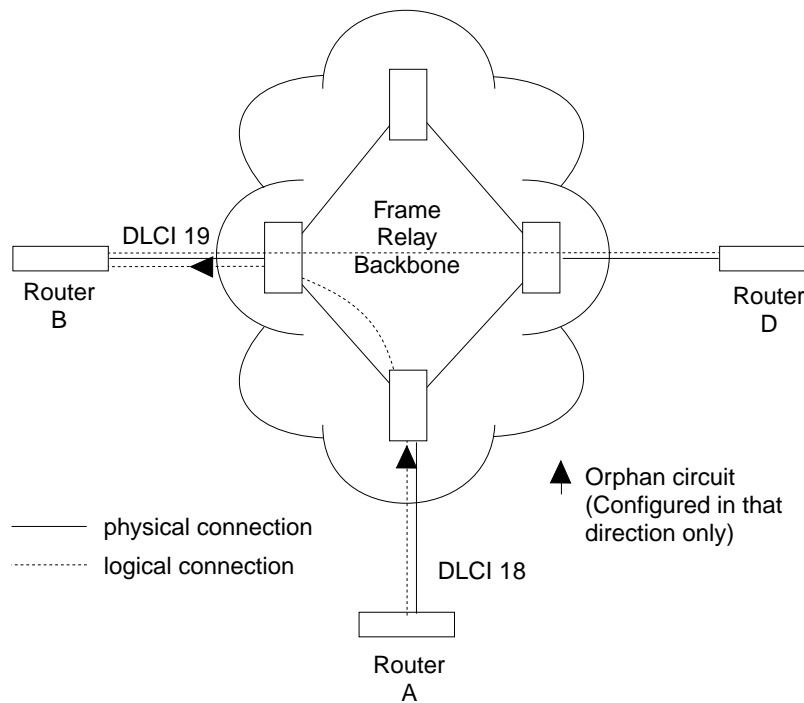 Frame
Relay
Backbone
DLCI 19
Router
B
Router
D
Orphan circuit
(Configured in that
direction only)
physical connection
logical connection
DLCI 18
Router
A